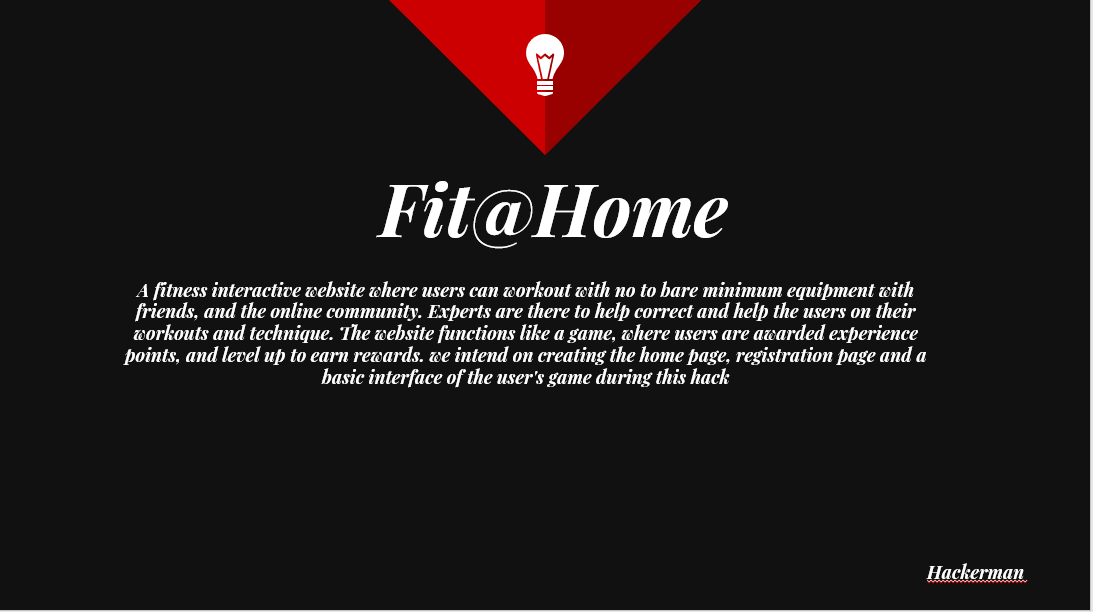 Fit@Home
A fitness interactive website where users can workout with no to bare minimum equipment with
friends, and the online community. Experts are there to help correct and help the users on their
workouts and technique. The website functions like a game, where users are awarded experience
points, and level up to earn rewards. we intend on creating the home page, registration page and a
basic interface of the user's game during this hack
Hackerman